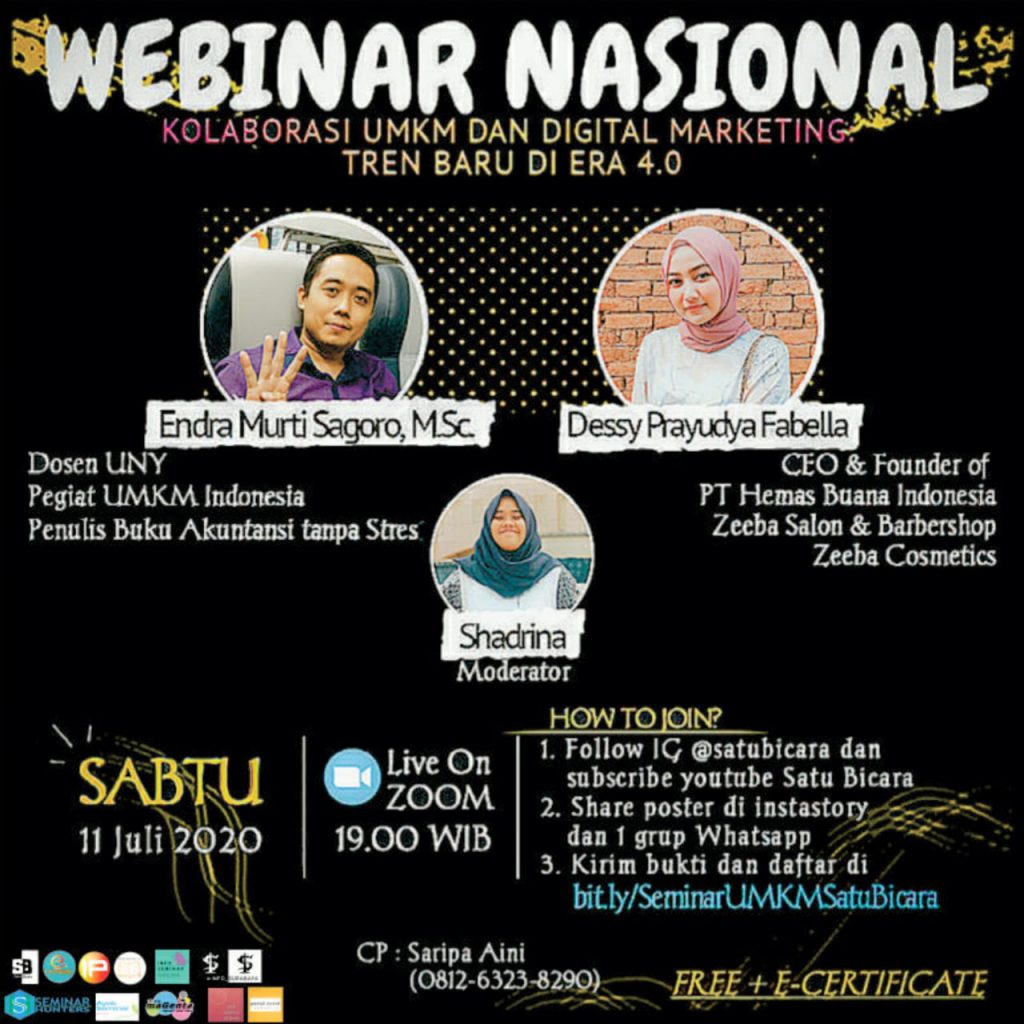 WEBINAR NASIONAL
KOLABORASI UMKM DAN DIGITAL MARKETING:
TREN BARU DI ERA 4.0
Endra Murti Sagoro, M.Sc.
Dosen UNY
Pegiat UMKM Indonesia
Penulis Buku Akuntansi tanpa Stres
Dessy Prayudya Fabella
CEO & Founder of
PT Hemas Buana Indonesia
Zeeba Salon & Barbershop
Zeeba Cosmetics
Shadrina
Moderator
SABTU
11 Juli 2020
Live On
ZOOM
19.00 WIB
HOW TO JOIN?
1. Follow IG @satubicara dan
subscribe youtube Satu Bicara
2. Share poster di instastory
dan 1 grup Whatsapp
3. Kirim bukti dan daftar di
bit.ly/SeminarUMKMSatuBicara
CP : Saripa Aini
(0812-6323-8290)
FREE + E-CERTIFICATE
SB
IP
INFO
SEMINAR
SEMINAR
HUNTERS